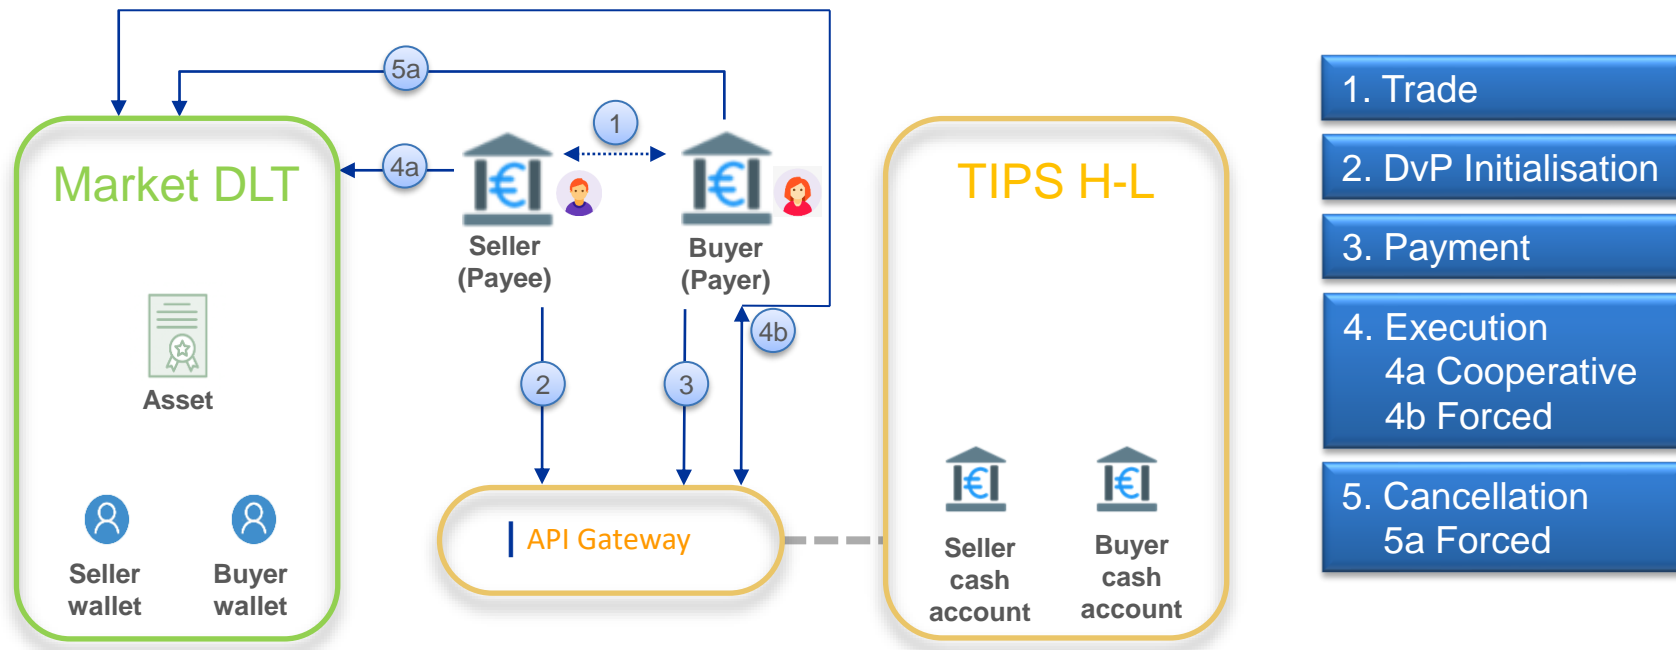 5a
1
4a
Market DLT
TIPS H-L
Seller
(Payee)
Buyer
(Payer)
4b
2
3
Asset
API Gateway
Seller
wallet
Buyer
wallet
Seller
cash
account
Buyer
cash
account
1. Trade
2. DvP Initialisation
3. Payment
4. Execution
4a Cooperative
4b Forced
5. Cancellation
5a Forced